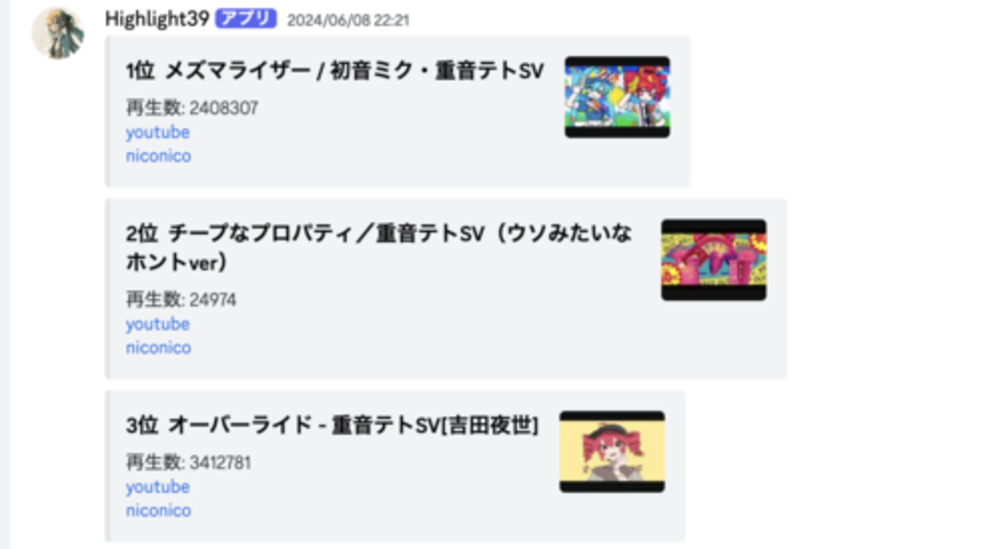 Highlight39 アプリ 2024/06/08 22:21
1位 メズマライザー / 初音ミク・重音テトSV
再生数: 2408307
youtube
niconico
2位 チープなプロパティ／重音テトSV（ウソみたいな
ホントver）
再生数: 24974
youtube
niconico
3位 オーバーライド - 重音テトSV[吉田夜世]
再生数: 3412781
youtube
niconico